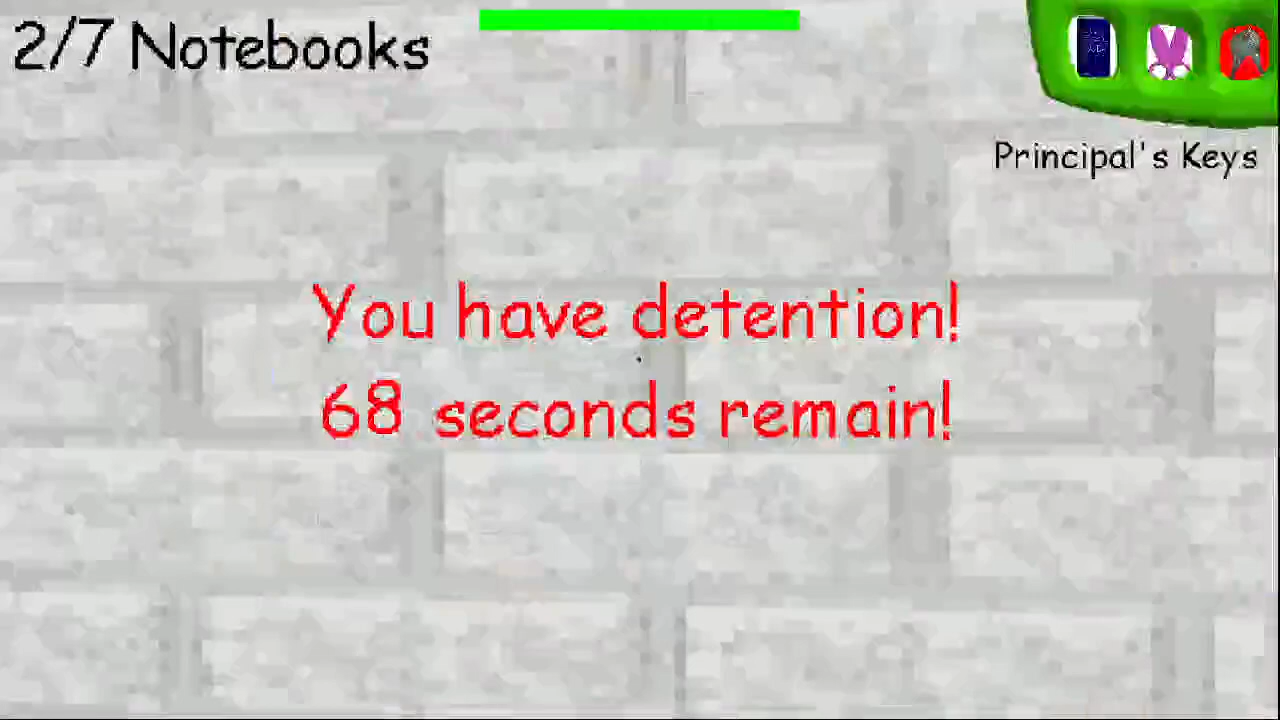 2/7 Notebooks
Principal's Keys
You have detention!
68 seconds remain!